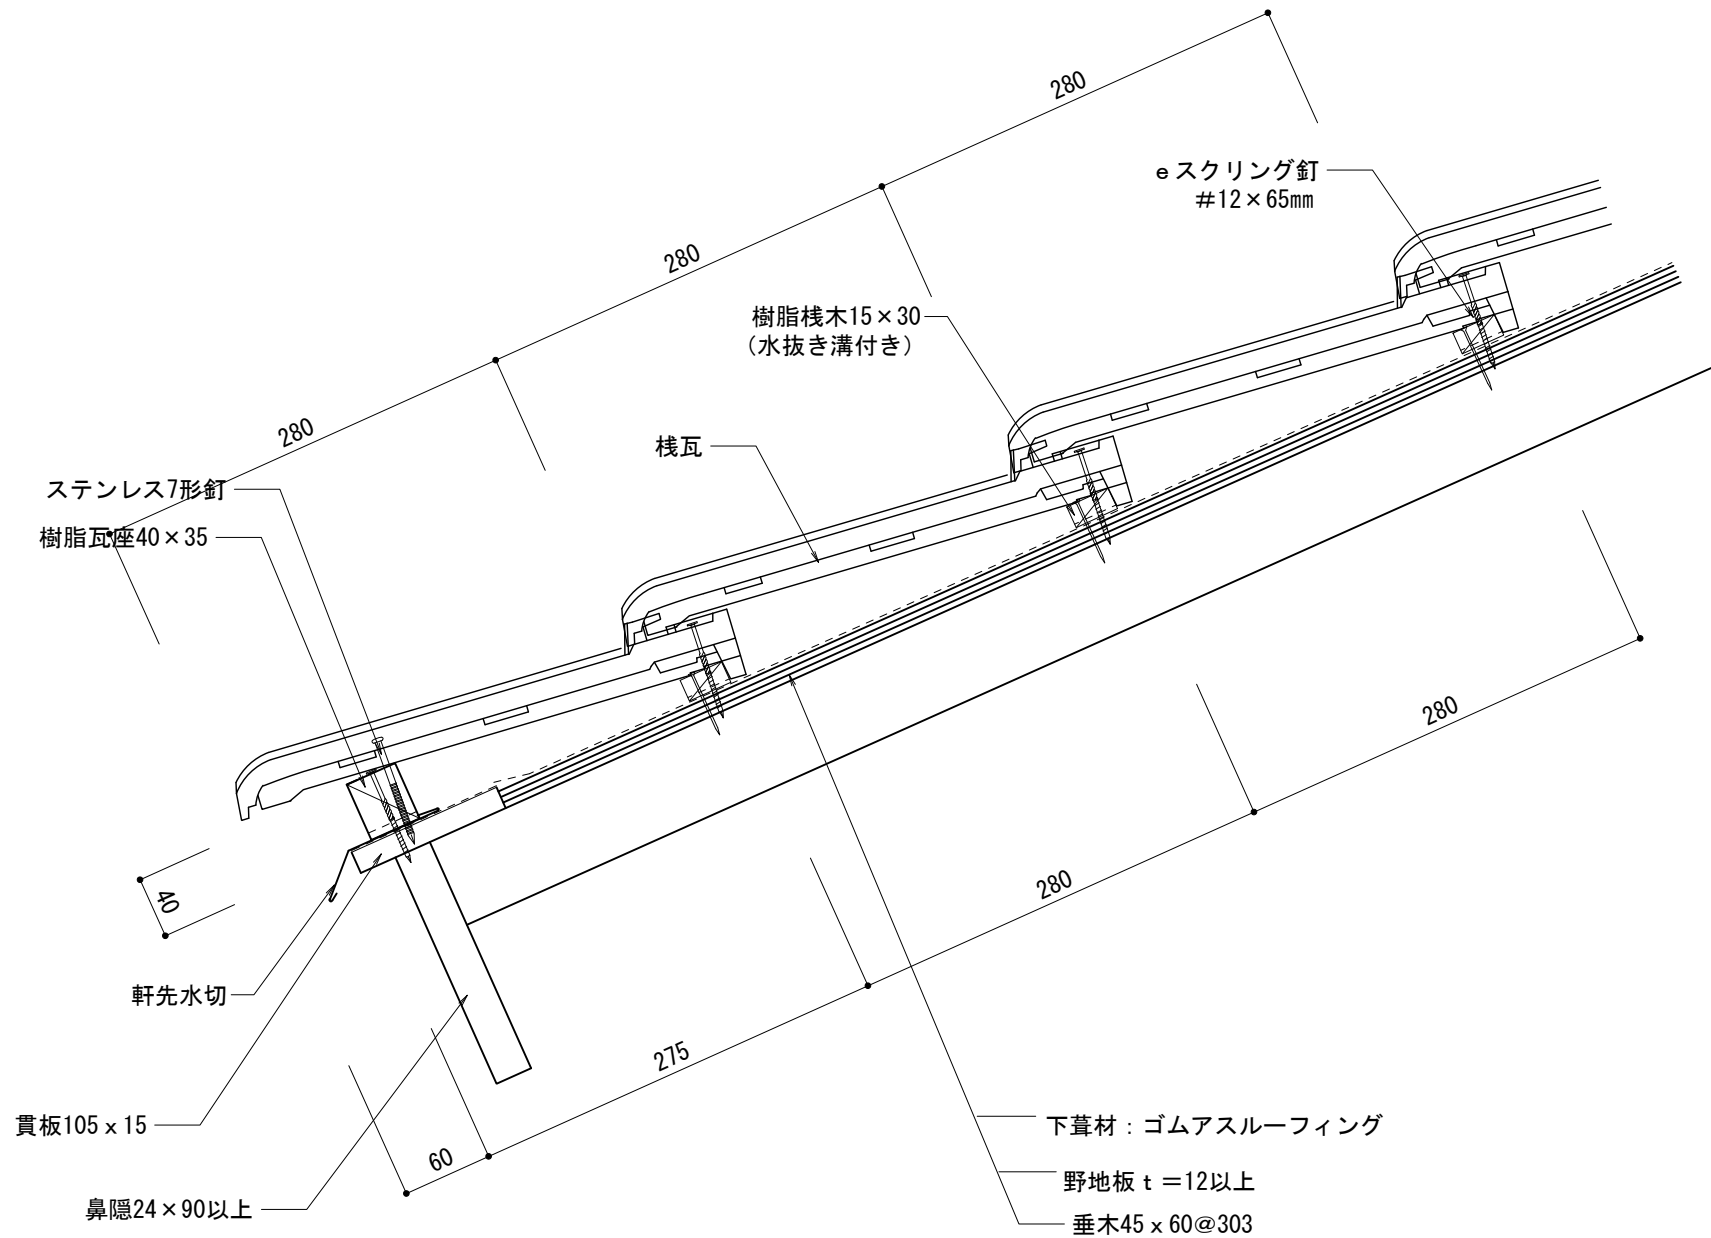 280
eスクリング釘
#12×65mm
280
樹脂桟木15×30
(水抜き溝付き)
280
桟瓦
ステンレス7形釘
樹脂瓦座40×35
280
40
280
軒先水切
275
貫板105x15
60
下葺材：ゴムアスルーフィング
野地板t=12以上
鼻隠24×90以上
垂木45x60@303